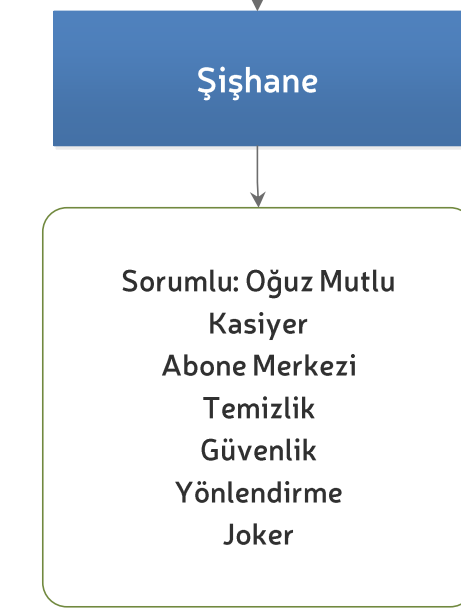 Şişhane
Sorumlu: Oğuz Mutlu
Kasiyer
Abone Merkezi
Temizlik
Güvenlik
Yönlendirme
Joker